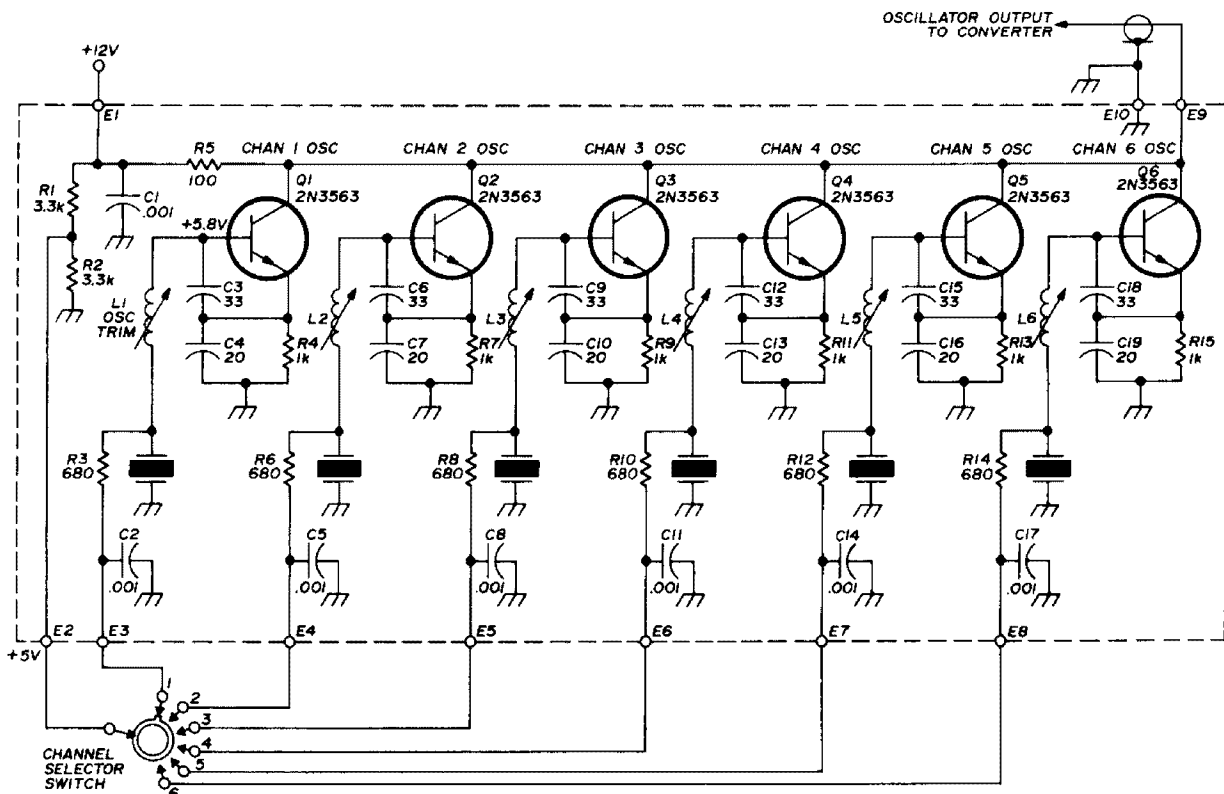 OSCILLATOR OUTPUT
TO CONVERTER
+12V
E1
E10
E9
R5
100
CHAN 1 OSC
CHAN 2 OSC
CHAN 3 OSC
CHAN 4 OSC
CHAN 5 OSC
CHAN 6 OSC
R1
3.3k
C1
.001
Q1
2N3563
Q2
2N3563
Q3
2N3563
Q4
2N3563
Q5
2N3563
Q6
2N3563
+5.8V
R2
3.3k
L1
OSC
TRIM
C3
33
C4
20
R4
1k
L2
C6
33
C7
20
R7
1k
L3
C9
33
C10
20
R9
1k
L4
C12
33
C13
20
R11
1k
L5
C15
33
C16
20
R13
1k
L6
C18
33
C19
20
R15
1k
R3
680
R6
680
R8
680
R10
680
R12
680
R14
680
C2
.001
C5
.001
C8
.001
C11
.001
C14
.001
C17
.001
E2
E3
E4
E5
E6
E7
E8
+5V
1
2
3
4
5
6
CHANNEL
SELECTOR
SWITCH